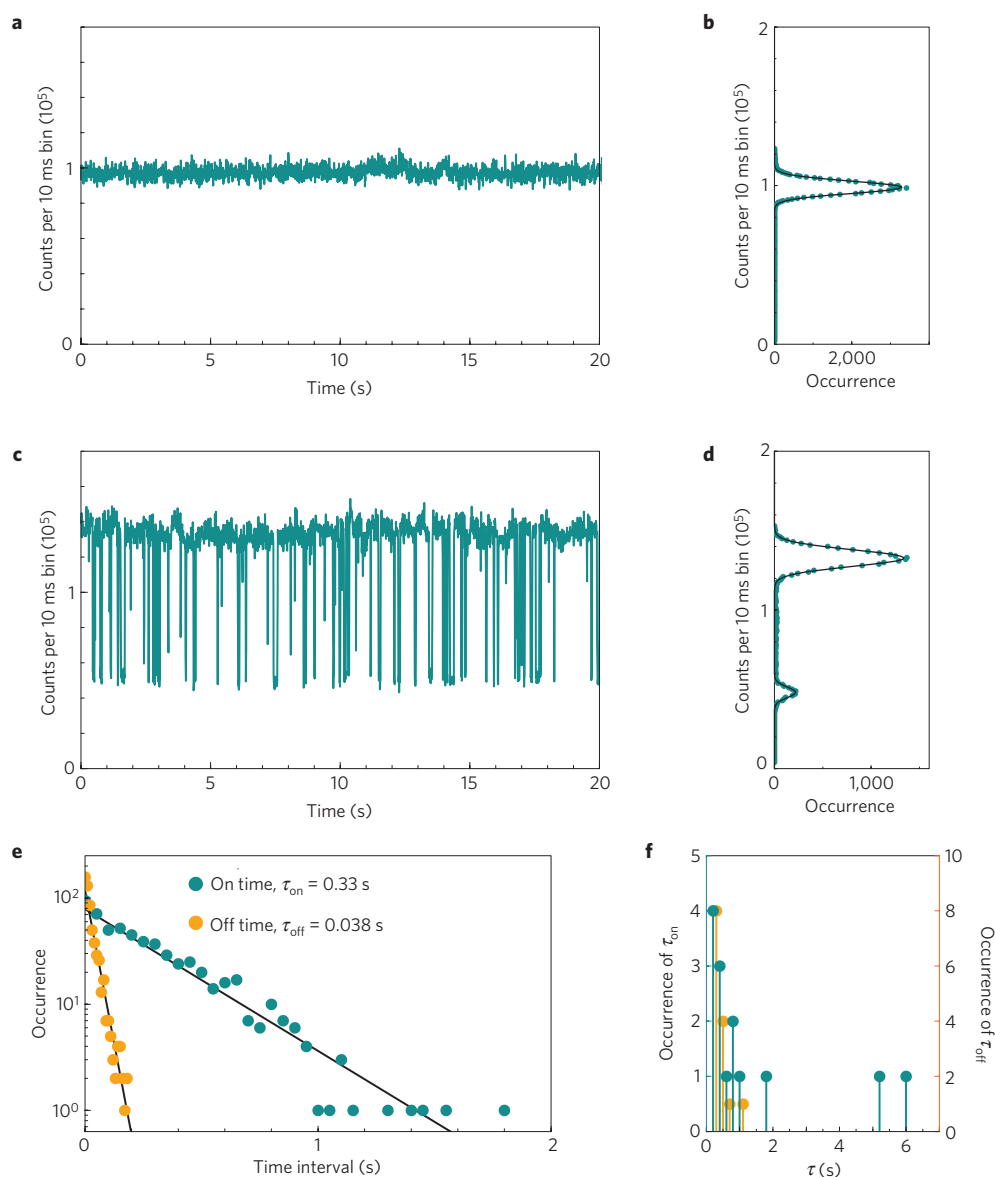 a
Counts per 10 ms bin (10⁵)
1
0
0
5
10
15
20
Time (s)
b
Counts per 10 ms bin (10⁵)
2
1
0
0
2,000
Occurrence
c
Counts per 10 ms bin (10⁵)
1
0
0
5
10
15
20
Time (s)
d
Counts per 10 ms bin (10⁵)
2
1
0
0
1,000
Occurrence
e
Occurrence
10²
10¹
10⁰
On time, τon = 0.33 s
Off time, τoff = 0.038 s
0
1
2
Time interval (s)
f
Occurrence of τon
5
4
3
2
1
0
10
8
6
4
2
0
Occurrence of τoff
0
2
4
6
τ (s)